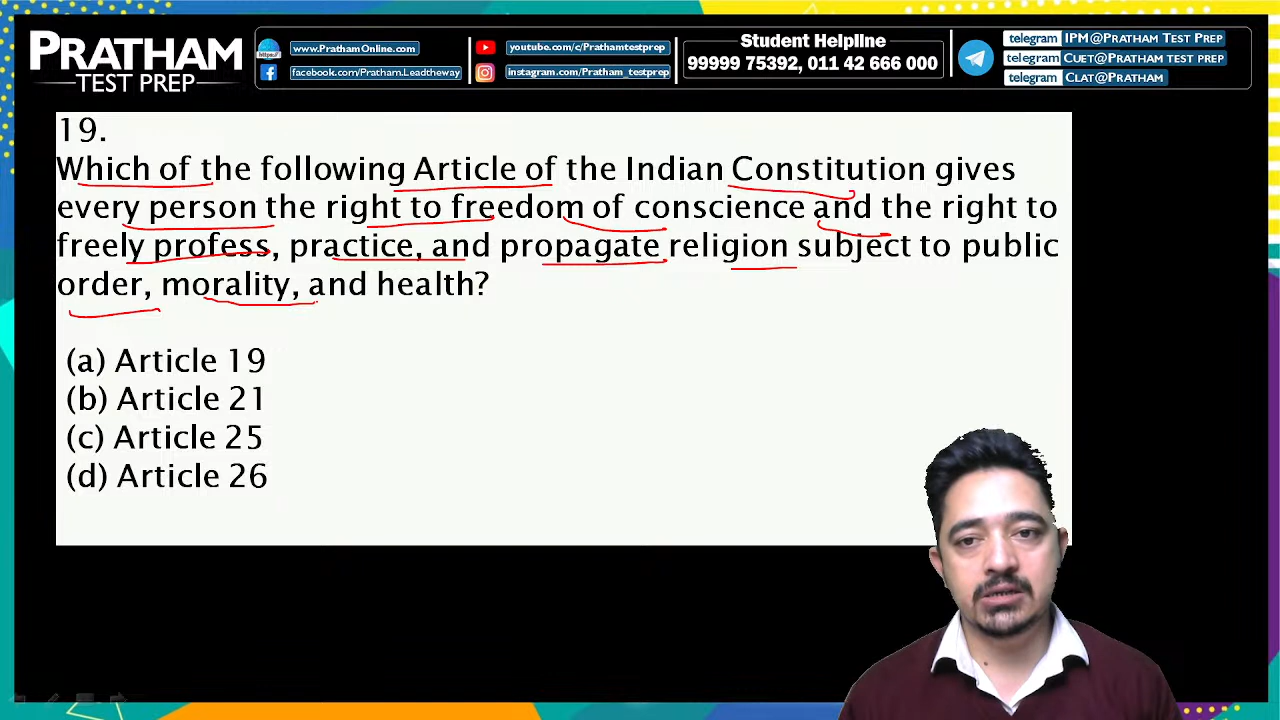 PRATHAM
TEST PREP
https://
www.PrathamOnline.com
facebook.com/Pratham.Leadtheway
youtube.com/c/Prathamtestprep
instagram.com/Pratham_testprep
Student Helpline
99999 75392, 011 42 666 000
telegram IPM@PRATHAM TEST PREP
telegram CUET@PRATHAM TEST PREP
telegram CLAT@PRATHAM
19.
Which of the following Article of the Indian Constitution gives
every person the right to freedom of conscience and the right to
freely profess, practice, and propagate religion subject to public
order, morality, and health?
(a) Article 19
(b) Article 21
(c) Article 25
(d) Article 26